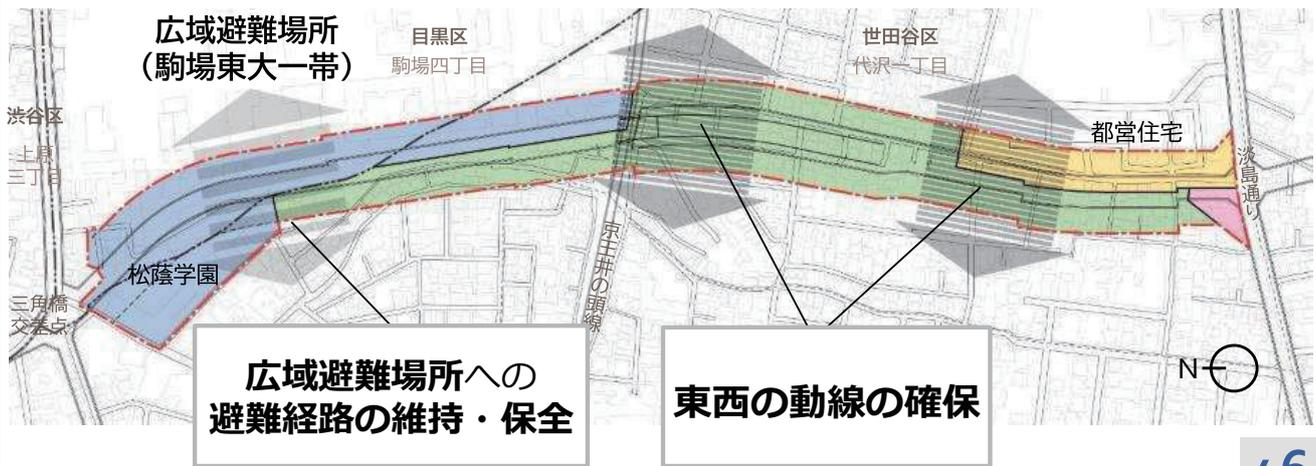 広域避難場所
（駒場東大一帯）
目黒区
駒場四丁目
世田谷区
代沢一丁目
渋谷区
上原
三丁目
都営住宅
淡島通り
松蔭学園
京王井の頭線
三角橋
交差点
広域避難場所への
避難経路の維持・保全
東西の動線の確保
N
6